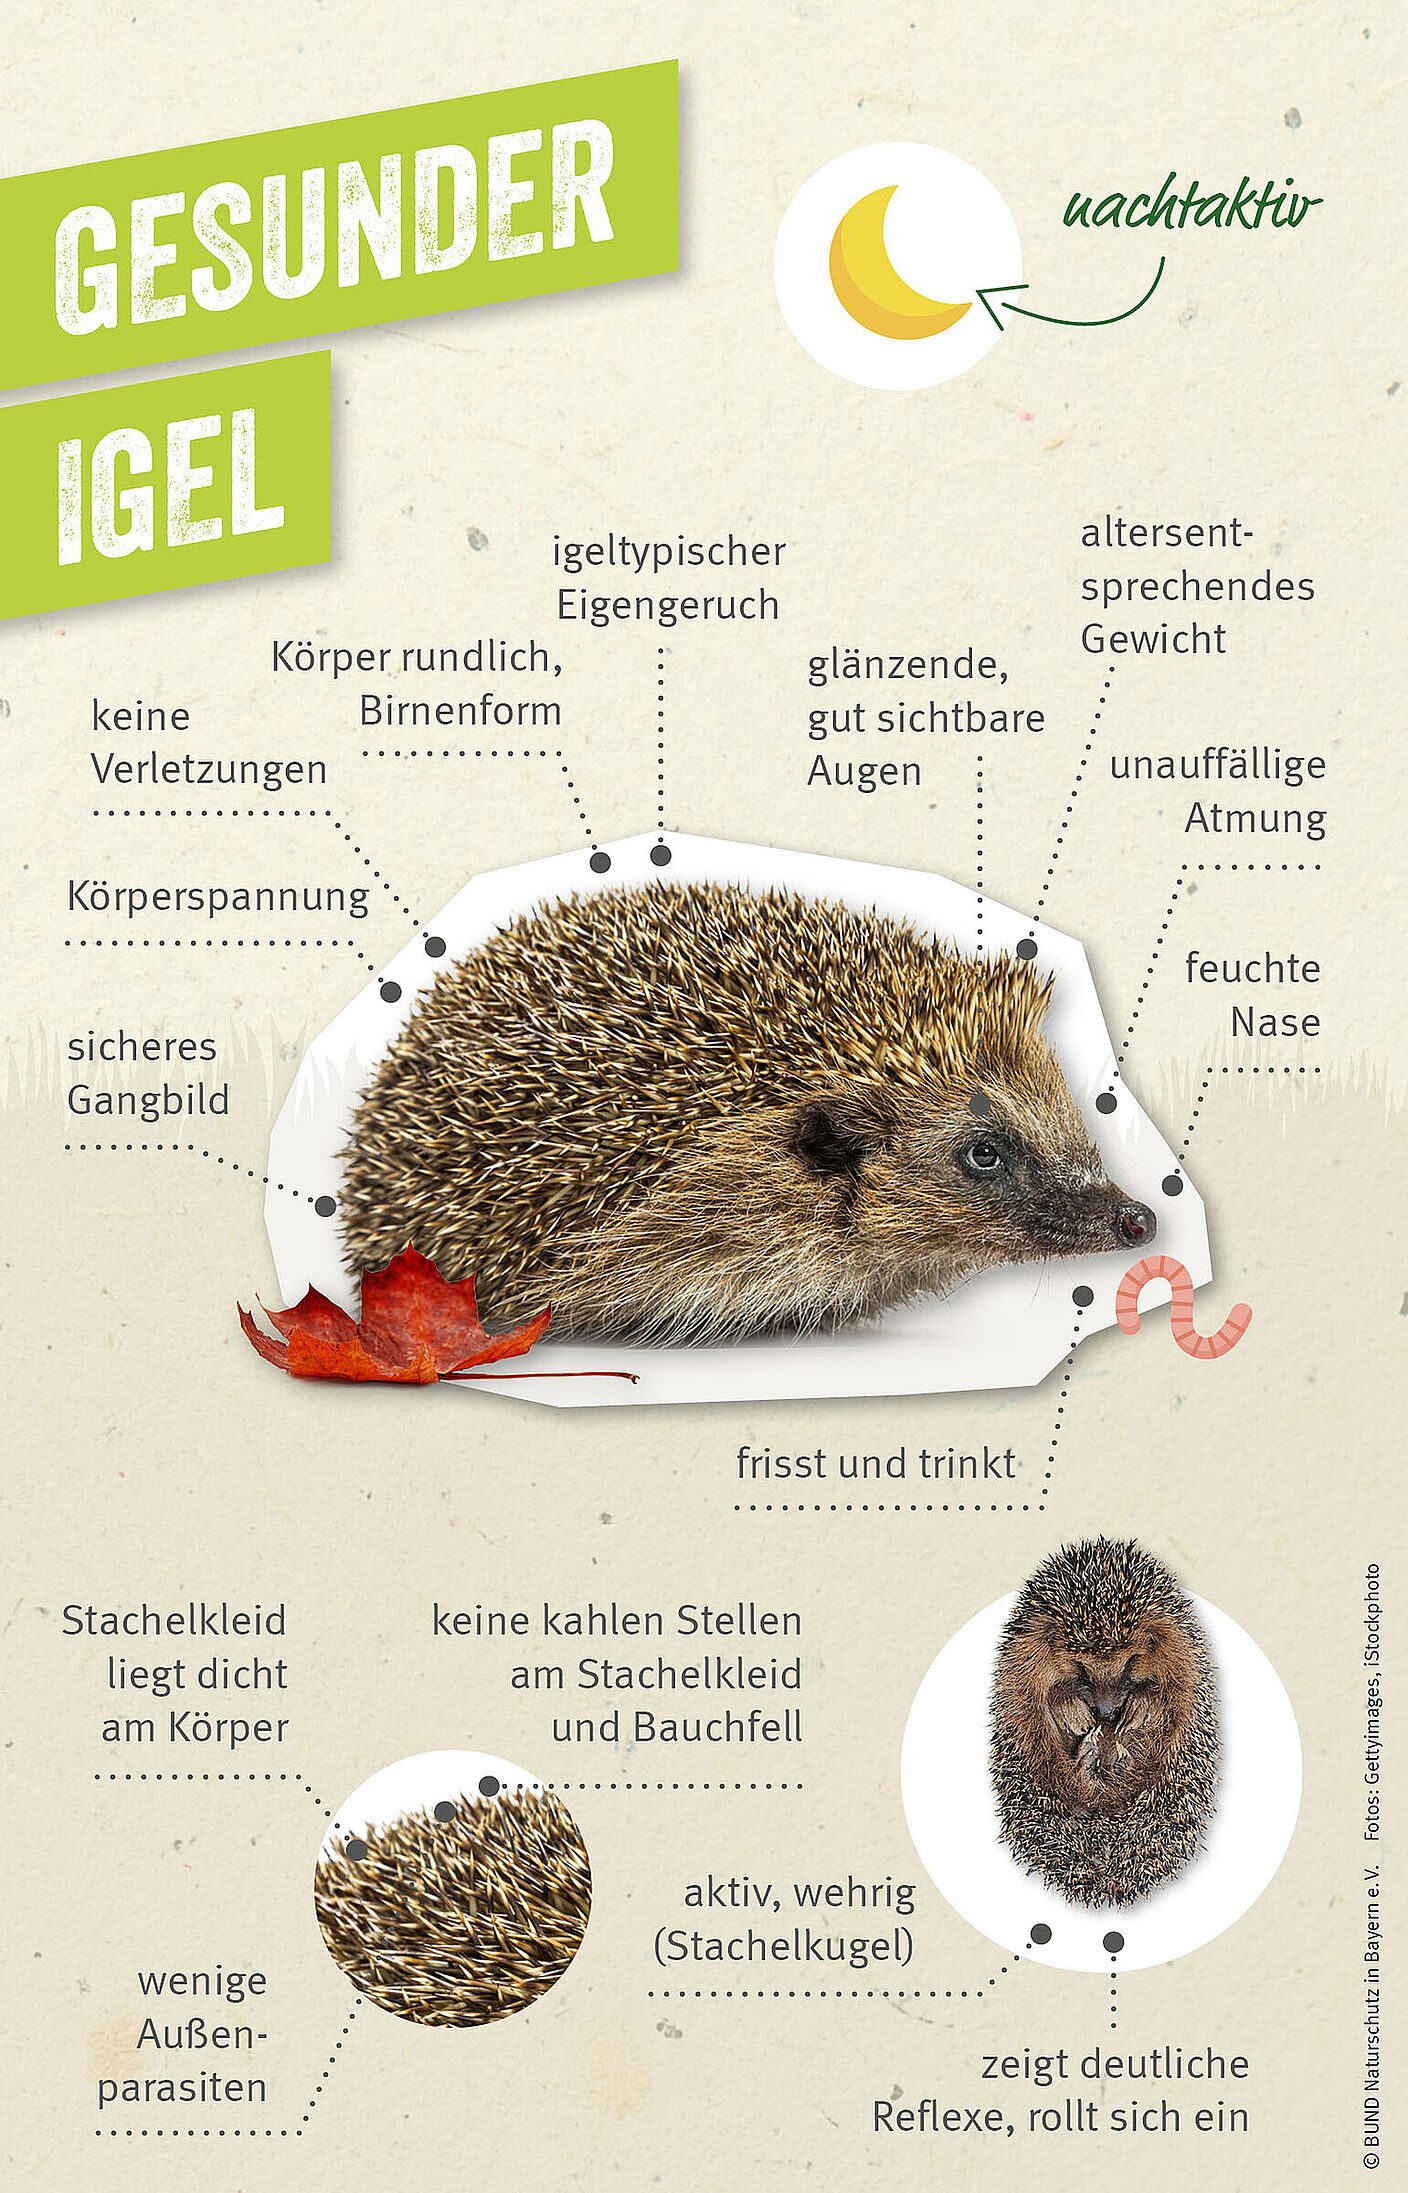 GESUNDER
IGEL
nachtaktiv
igeltypischer
Eigengeruch
altersent-
sprechendes
Gewicht
Körper rundlich,
Birnenform
glänzende,
gut sichtbare
Augen
keine
Verletzungen
unauffällige
Atmung
Körperspannung
feuchte
Nase
sicheres
Gangbild
frisst und trinkt
Stachelkleid
liegt dicht
am Körper
keine kahlen Stellen
am Stachelkleid
und Bauchfell
aktiv, wehrig
(Stachelkugel)
wenige
Außen-
parasiten
zeigt deutliche
Reflexe, rollt sich ein
© BUND Naturschutz in Bayern e. V. Fotos: Gettyimages, iStockphoto